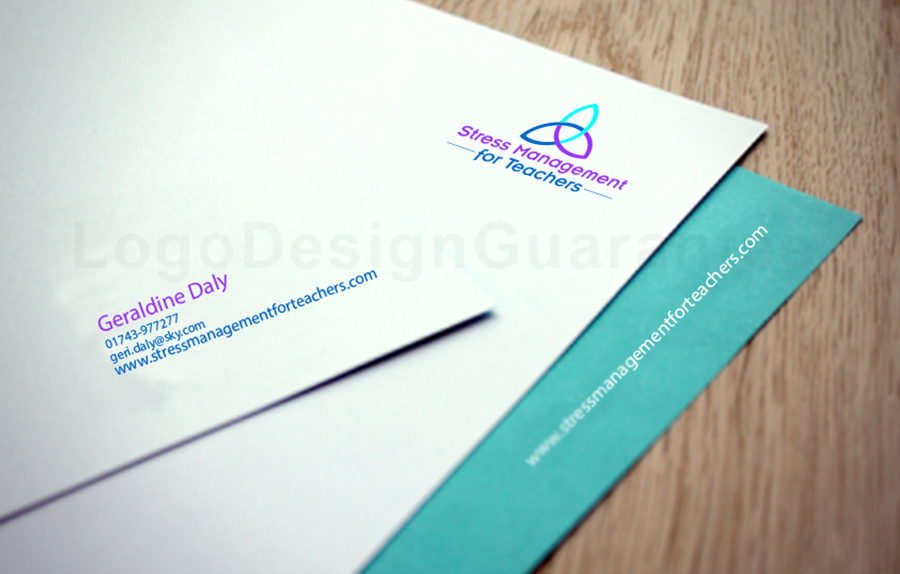 Stress Management
for Teachers
LogoDesignGuarantee
Geraldine Daly
01743-977277
geri.daly@sky.com
www.stressmanagementforteachers.com
www.stressmanagementforteachers.com